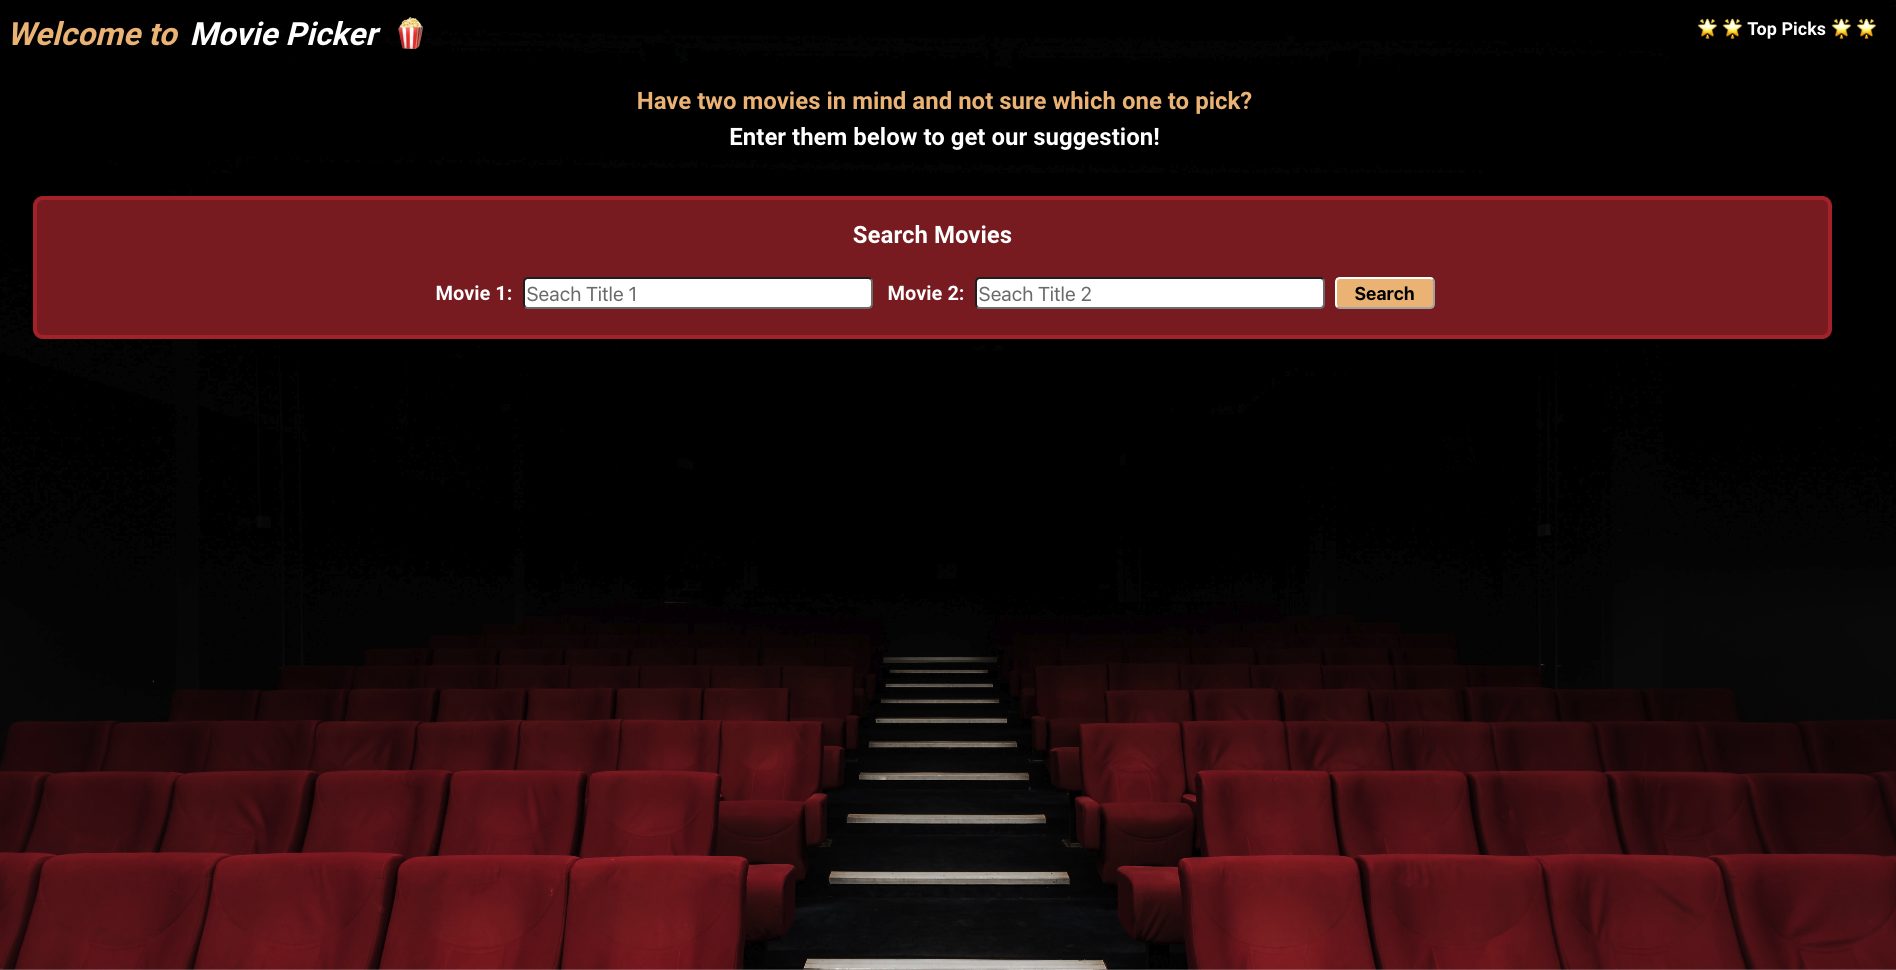 Welcome to Movie Picker 🍿
🌟 🌟 Top Picks 🌟 🌟
Have two movies in mind and not sure which one to pick?
Enter them below to get our suggestion!
Search Movies
Movie 1: Seach Title 1 Movie 2: Seach Title 2 Search